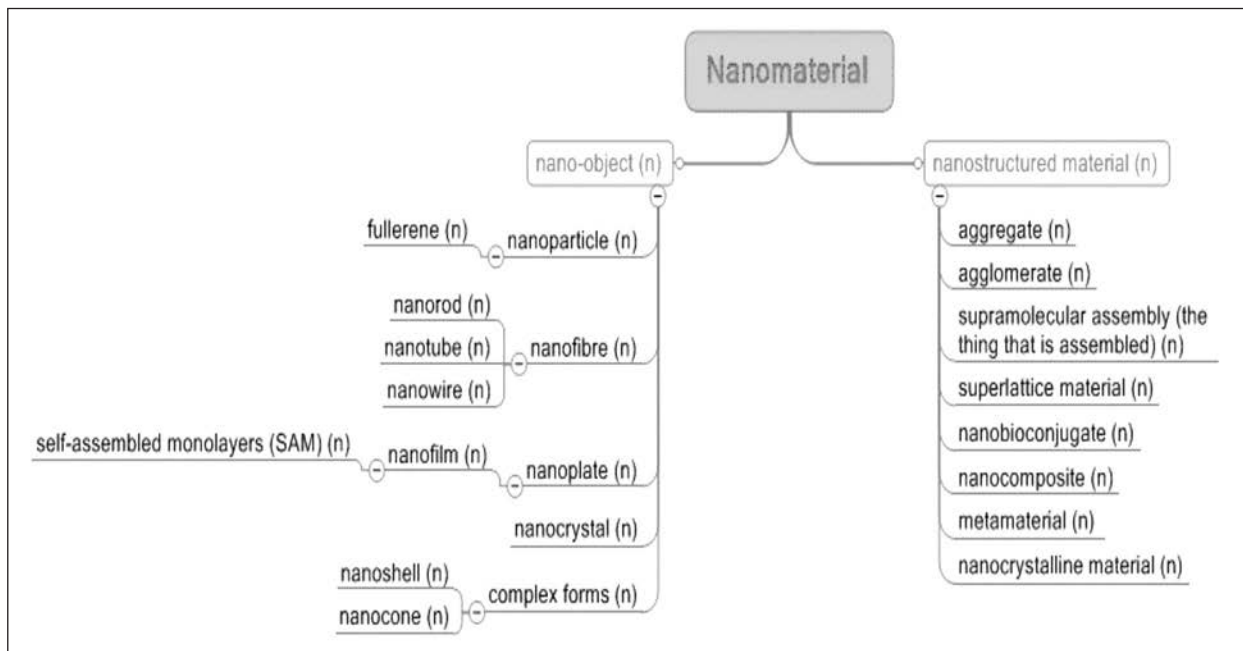 Nanomaterial
nano-object (n)
nanostructured material (n)
fullerene (n)
nanoparticle (n)
nanorod (n)
nanotube (n)
nanowire (n)
nanofibre (n)
self-assembled monolayers (SAM) (n)
nanofilm (n)
nanoplate (n)
nanocrystal (n)
nanoshell (n)
nanocone (n)
complex forms (n)
aggregate (n)
agglomerate (n)
supramolecular assembly (the
thing that is assembled) (n)
superlattice material (n)
nanobioconjugate (n)
nanocomposite (n)
metamaterial (n)
nanocrystalline material (n)